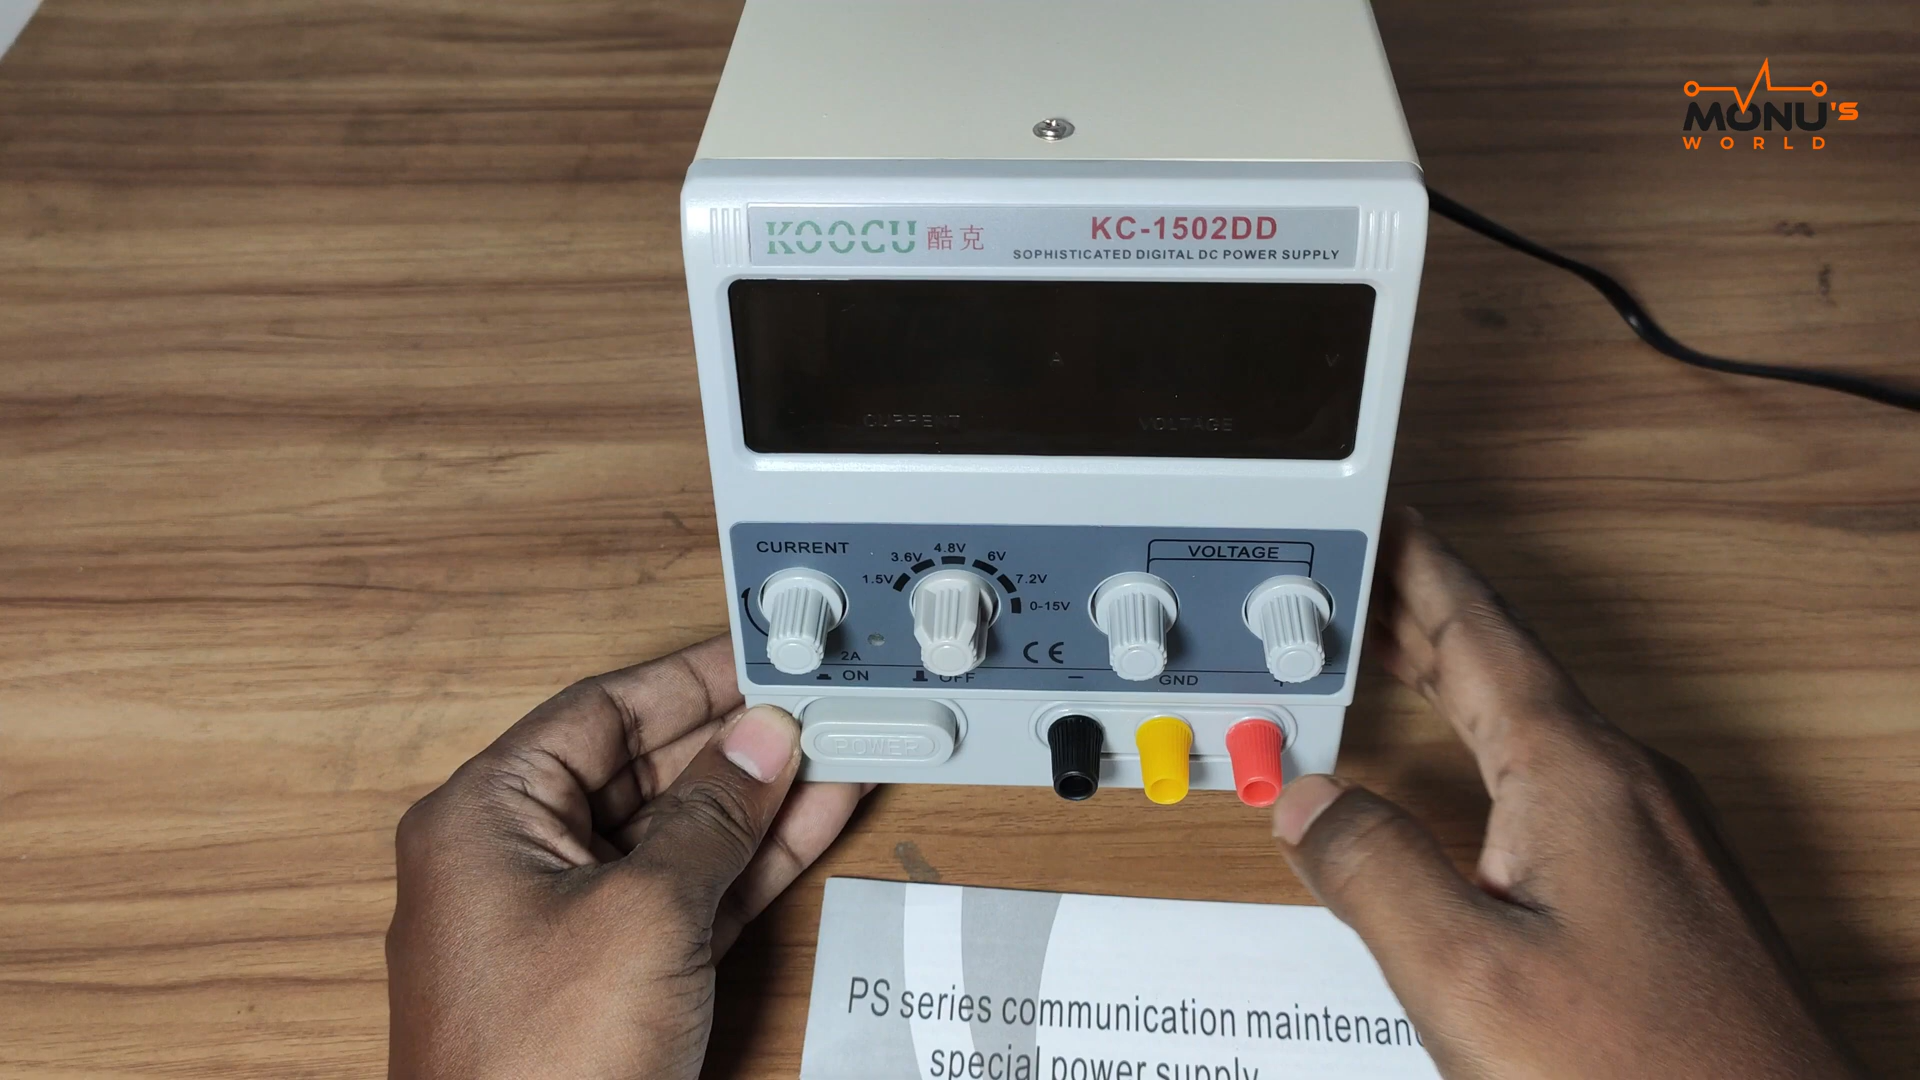 MONU'S
WORLD
KOOCU 酷克
KC-1502DD
SOPHISTICATED DIGITAL DC POWER SUPPLY
A
V
CURRENT
VOLTAGE
CURRENT
1.5V
3.6V
4.8V
6V
7.2V
0-15V
VOLTAGE
2A
CE
ON
OFF
−
GND
+
POWER
PS series communication
special power supply